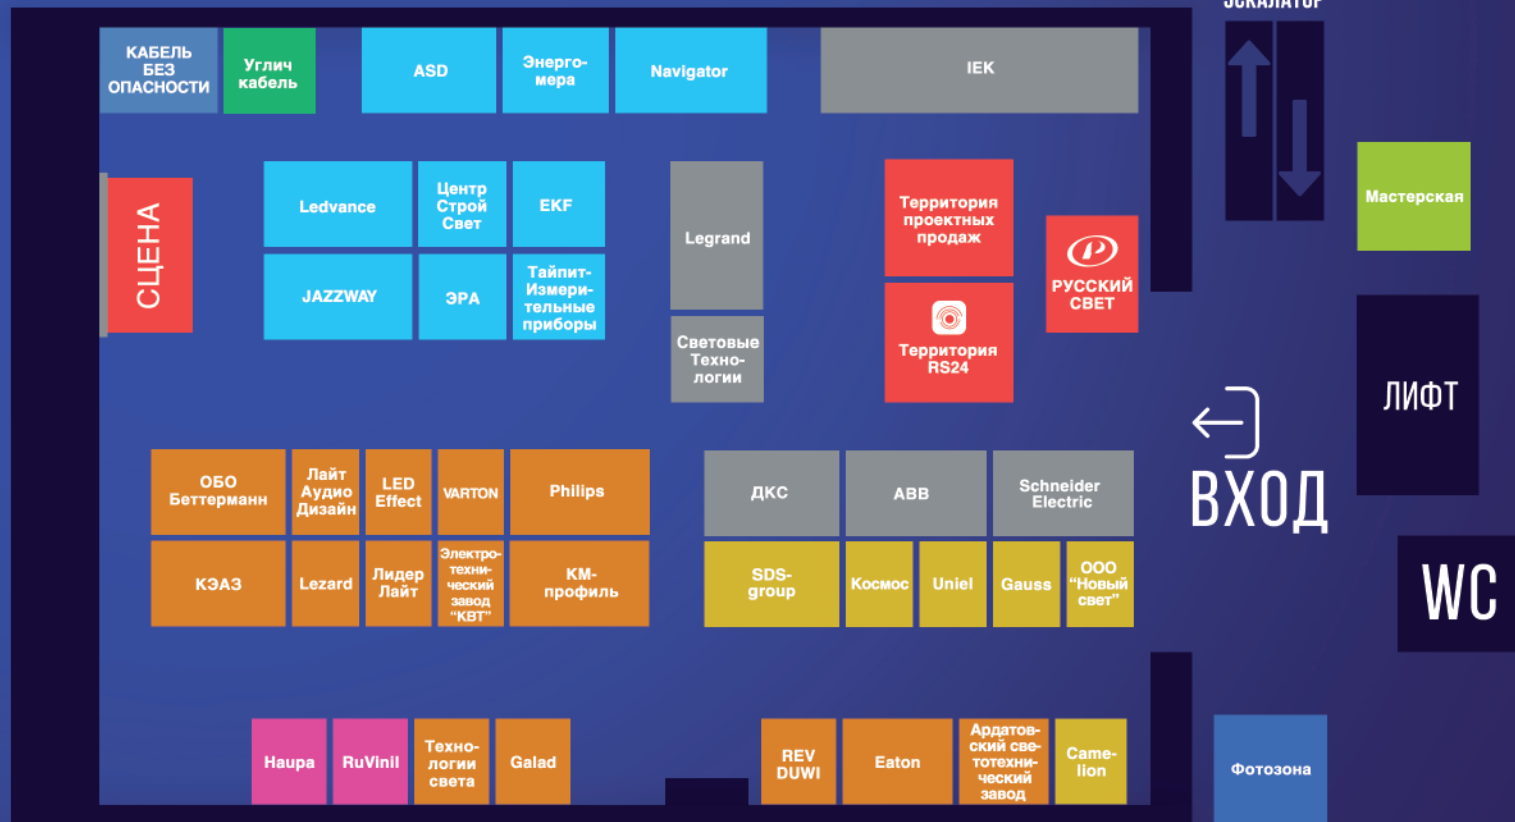 ЭСКАЛАТОР
КАБЕЛЬ
БЕЗ
ОПАСНОСТИ
Углич
кабель
ASD
Энерго-
мера
Navigator
IEK
СЦЕНА
Ledvance
Центр
Строй
Свет
EKF
JAZZWAY
ЭРА
Тайпит-
Измери-
тельные
приборы
Legrand
Световые
Техно-
логии
Территория
проектных
продаж
Территория
RS24
РУССКИЙ
СВЕТ
Мастерская
ЛИФТ
ВХОД
WC
ОБО
Беттерманн
Лайт
Аудио
Дизайн
LED
Effect
VARTON
Philips
КЭАЗ
Lezard
Лидер
Лайт
Электро-
техни-
ческий
завод
“КВТ”
КМ-
профиль
ДКС
ABB
Schneider
Electric
SDS-
group
Космос
Uniel
Gauss
ООО
“Новый
свет”
Haupa
RuVinil
Техно-
логии
света
Galad
REV
DUWI
Eaton
Ардатов-
ский све-
тотехни-
ческий
завод
Came-
lion
Фотозона